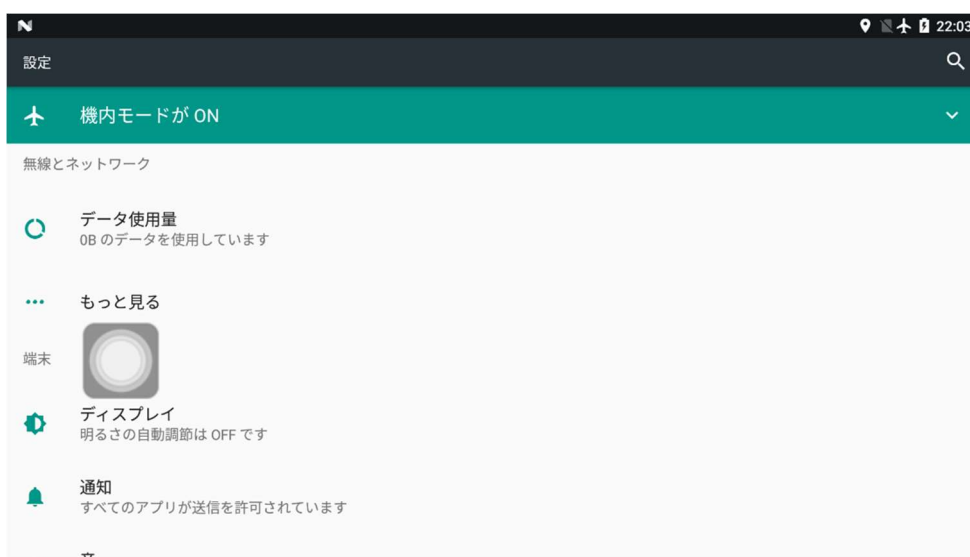 22:03
設定
機内モードが ON
無線とネットワーク
データ使用量
0B のデータを使用しています
もっと見る
端末
ディスプレイ
明るさの自動調節は OFF です
通知
すべてのアプリが送信を許可されています